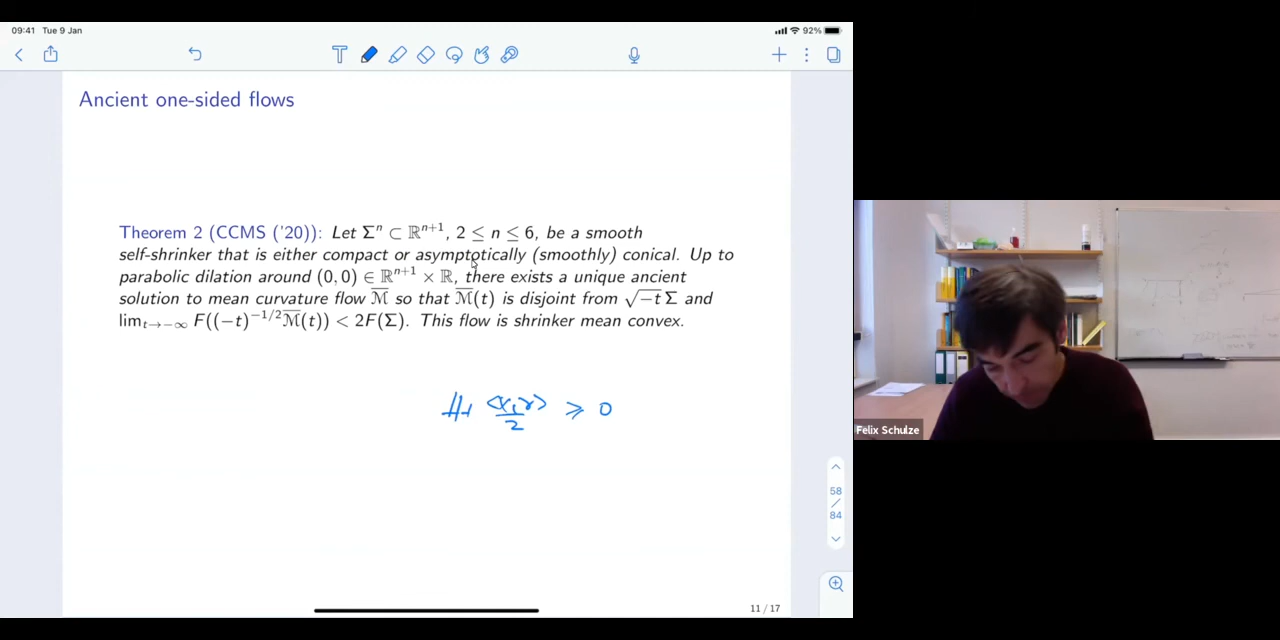 09:41 Tue 9 Jan
92%
Ancient one-sided flows
Theorem 2 (CCMS ('20)): Let Σⁿ ⊂ ℝⁿ⁺¹, 2 ≤ n ≤ 6, be a smooth
self-shrinker that is either compact or asymptotically (smoothly) conical. Up to
parabolic dilation around (0, 0) ∈ ℝⁿ⁺¹ × ℝ, there exists a unique ancient
solution to mean curvature flow M̅ so that M̅(t) is disjoint from √−t Σ and
lim_{t→−∞} F((−t)^{−1/2}M̅(t)) < 2F(Σ). This flow is shrinker mean convex.
≥ 0
2
58
/
84
11 / 17
Felix Schulze